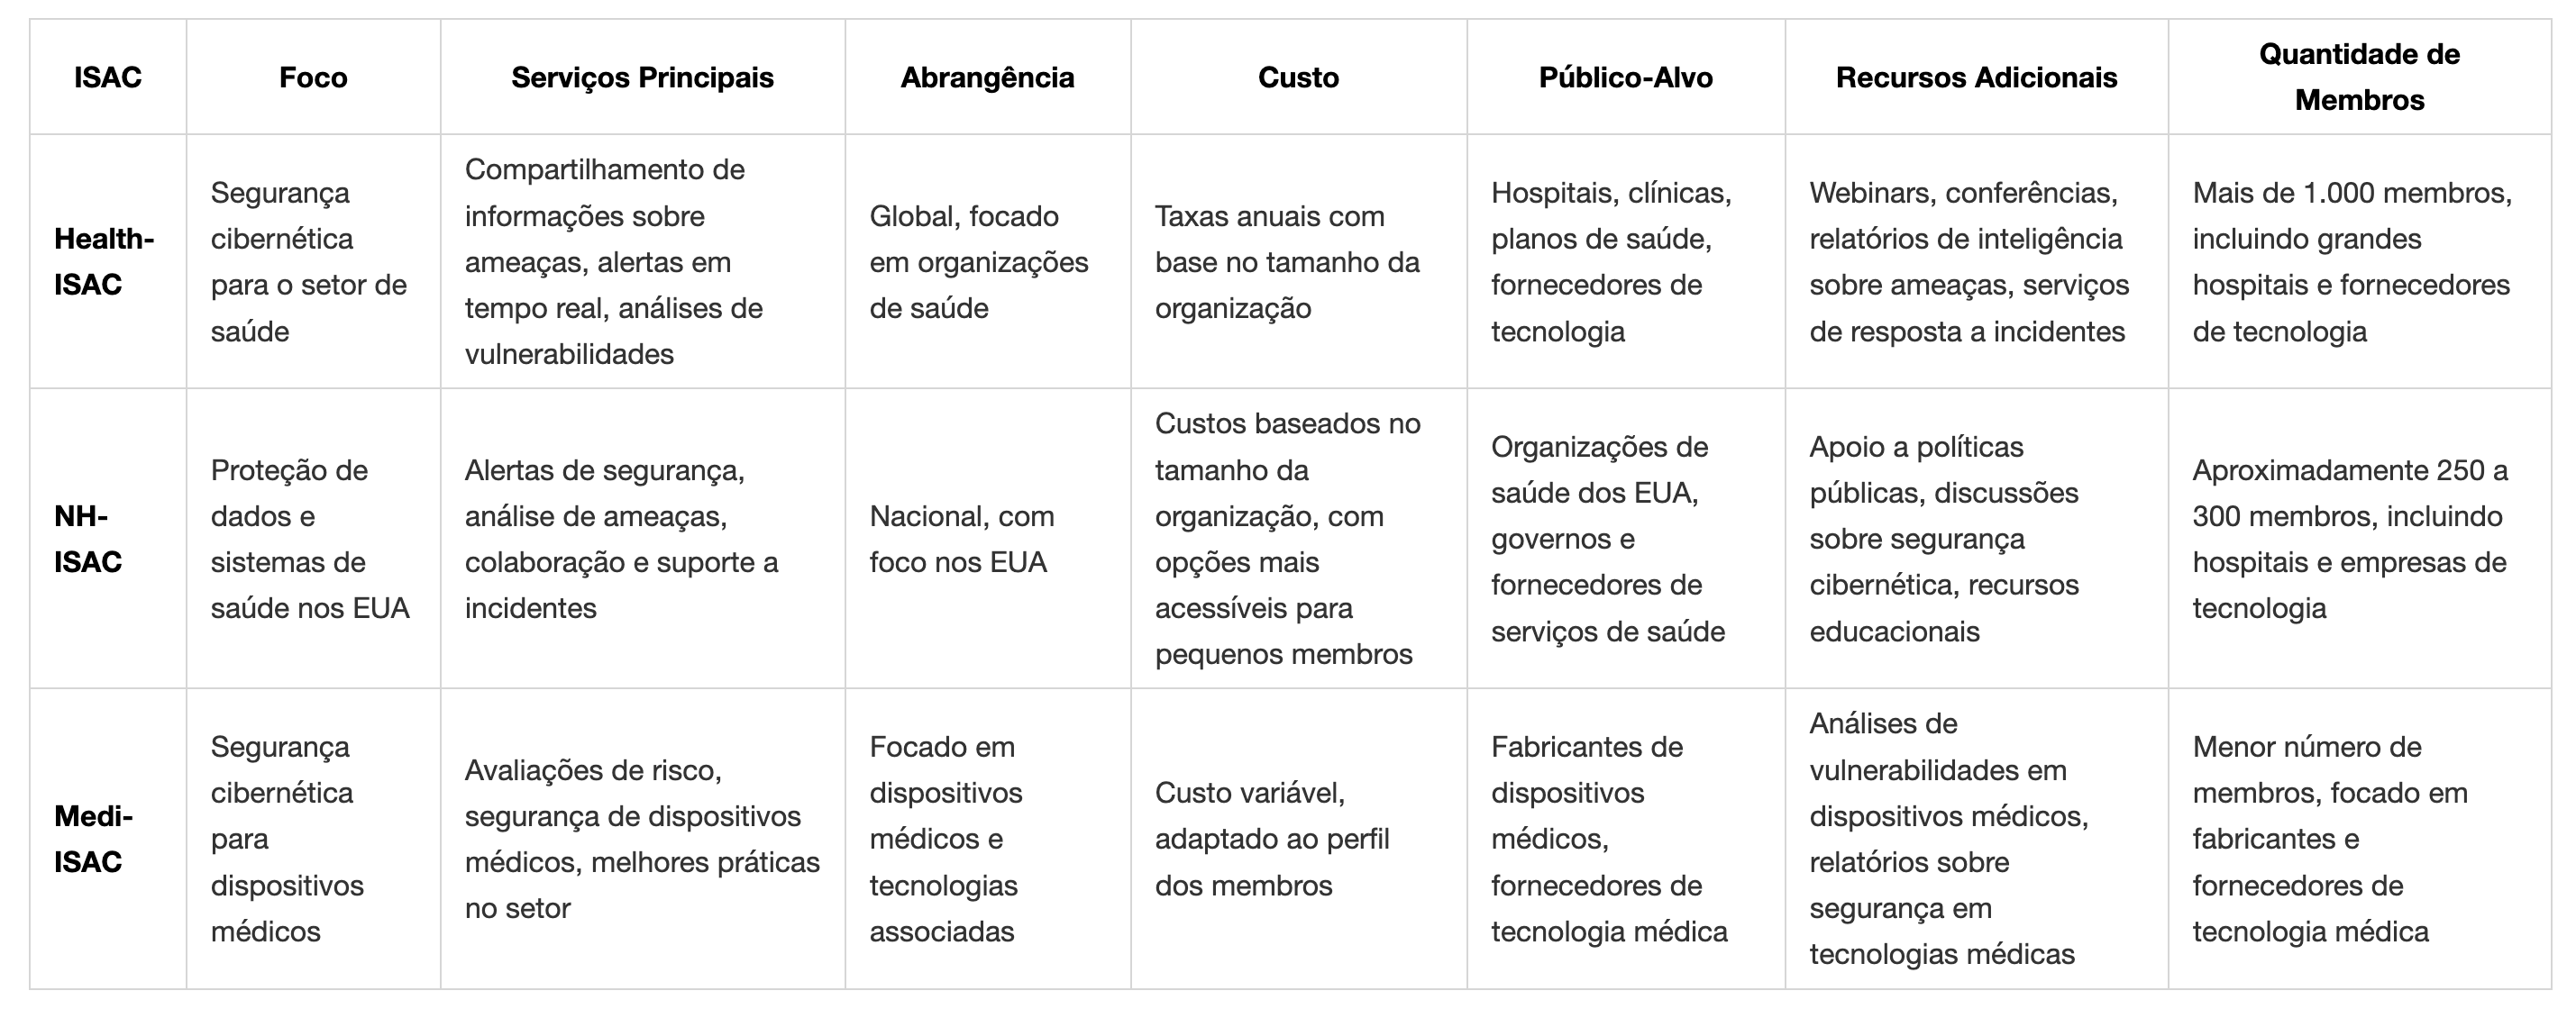 ISAC
Foco
Serviços Principais
Abrangência
Custo
Público-Alvo
Recursos Adicionais
Quantidade de
Membros
Health-
ISAC
Segurança
cibernética
para o setor de
saúde
Compartilhamento de
informações sobre
ameaças, alertas em
tempo real, análises de
vulnerabilidades
Global, focado
em organizações
de saúde
Taxas anuais com
base no tamanho da
organização
Hospitais, clínicas,
planos de saúde,
fornecedores de
tecnologia
Webinars, conferências,
relatórios de inteligência
sobre ameaças, serviços
de resposta a incidentes
Mais de 1.000 membros,
incluindo grandes
hospitais e fornecedores
de tecnologia
NH-
ISAC
Proteção de
dados e
sistemas de
saúde nos EUA
Alertas de segurança,
análise de ameaças,
colaboração e suporte a
incidentes
Nacional, com
foco nos EUA
Custos baseados no
tamanho da
organização, com
opções mais
acessíveis para
pequenos membros
Organizações de
saúde dos EUA,
governos e
fornecedores de
serviços de saúde
Apoio a políticas
públicas, discussões
sobre segurança
cibernética, recursos
educacionais
Aproximadamente 250 a
300 membros, incluindo
hospitais e empresas de
tecnologia
Medi-
ISAC
Segurança
cibernética
para
dispositivos
médicos
Avaliações de risco,
segurança de dispositivos
médicos, melhores práticas
no setor
Focado em
dispositivos
médicos e
tecnologias
associadas
Custo variável,
adaptado ao perfil
dos membros
Fabricantes de
dispositivos
médicos,
fornecedores de
tecnologia médica
Análises de
vulnerabilidades em
dispositivos médicos,
relatórios sobre
segurança em
tecnologias médicas
Menor número de
membros, focado em
fabricantes e
fornecedores de
tecnologia médica